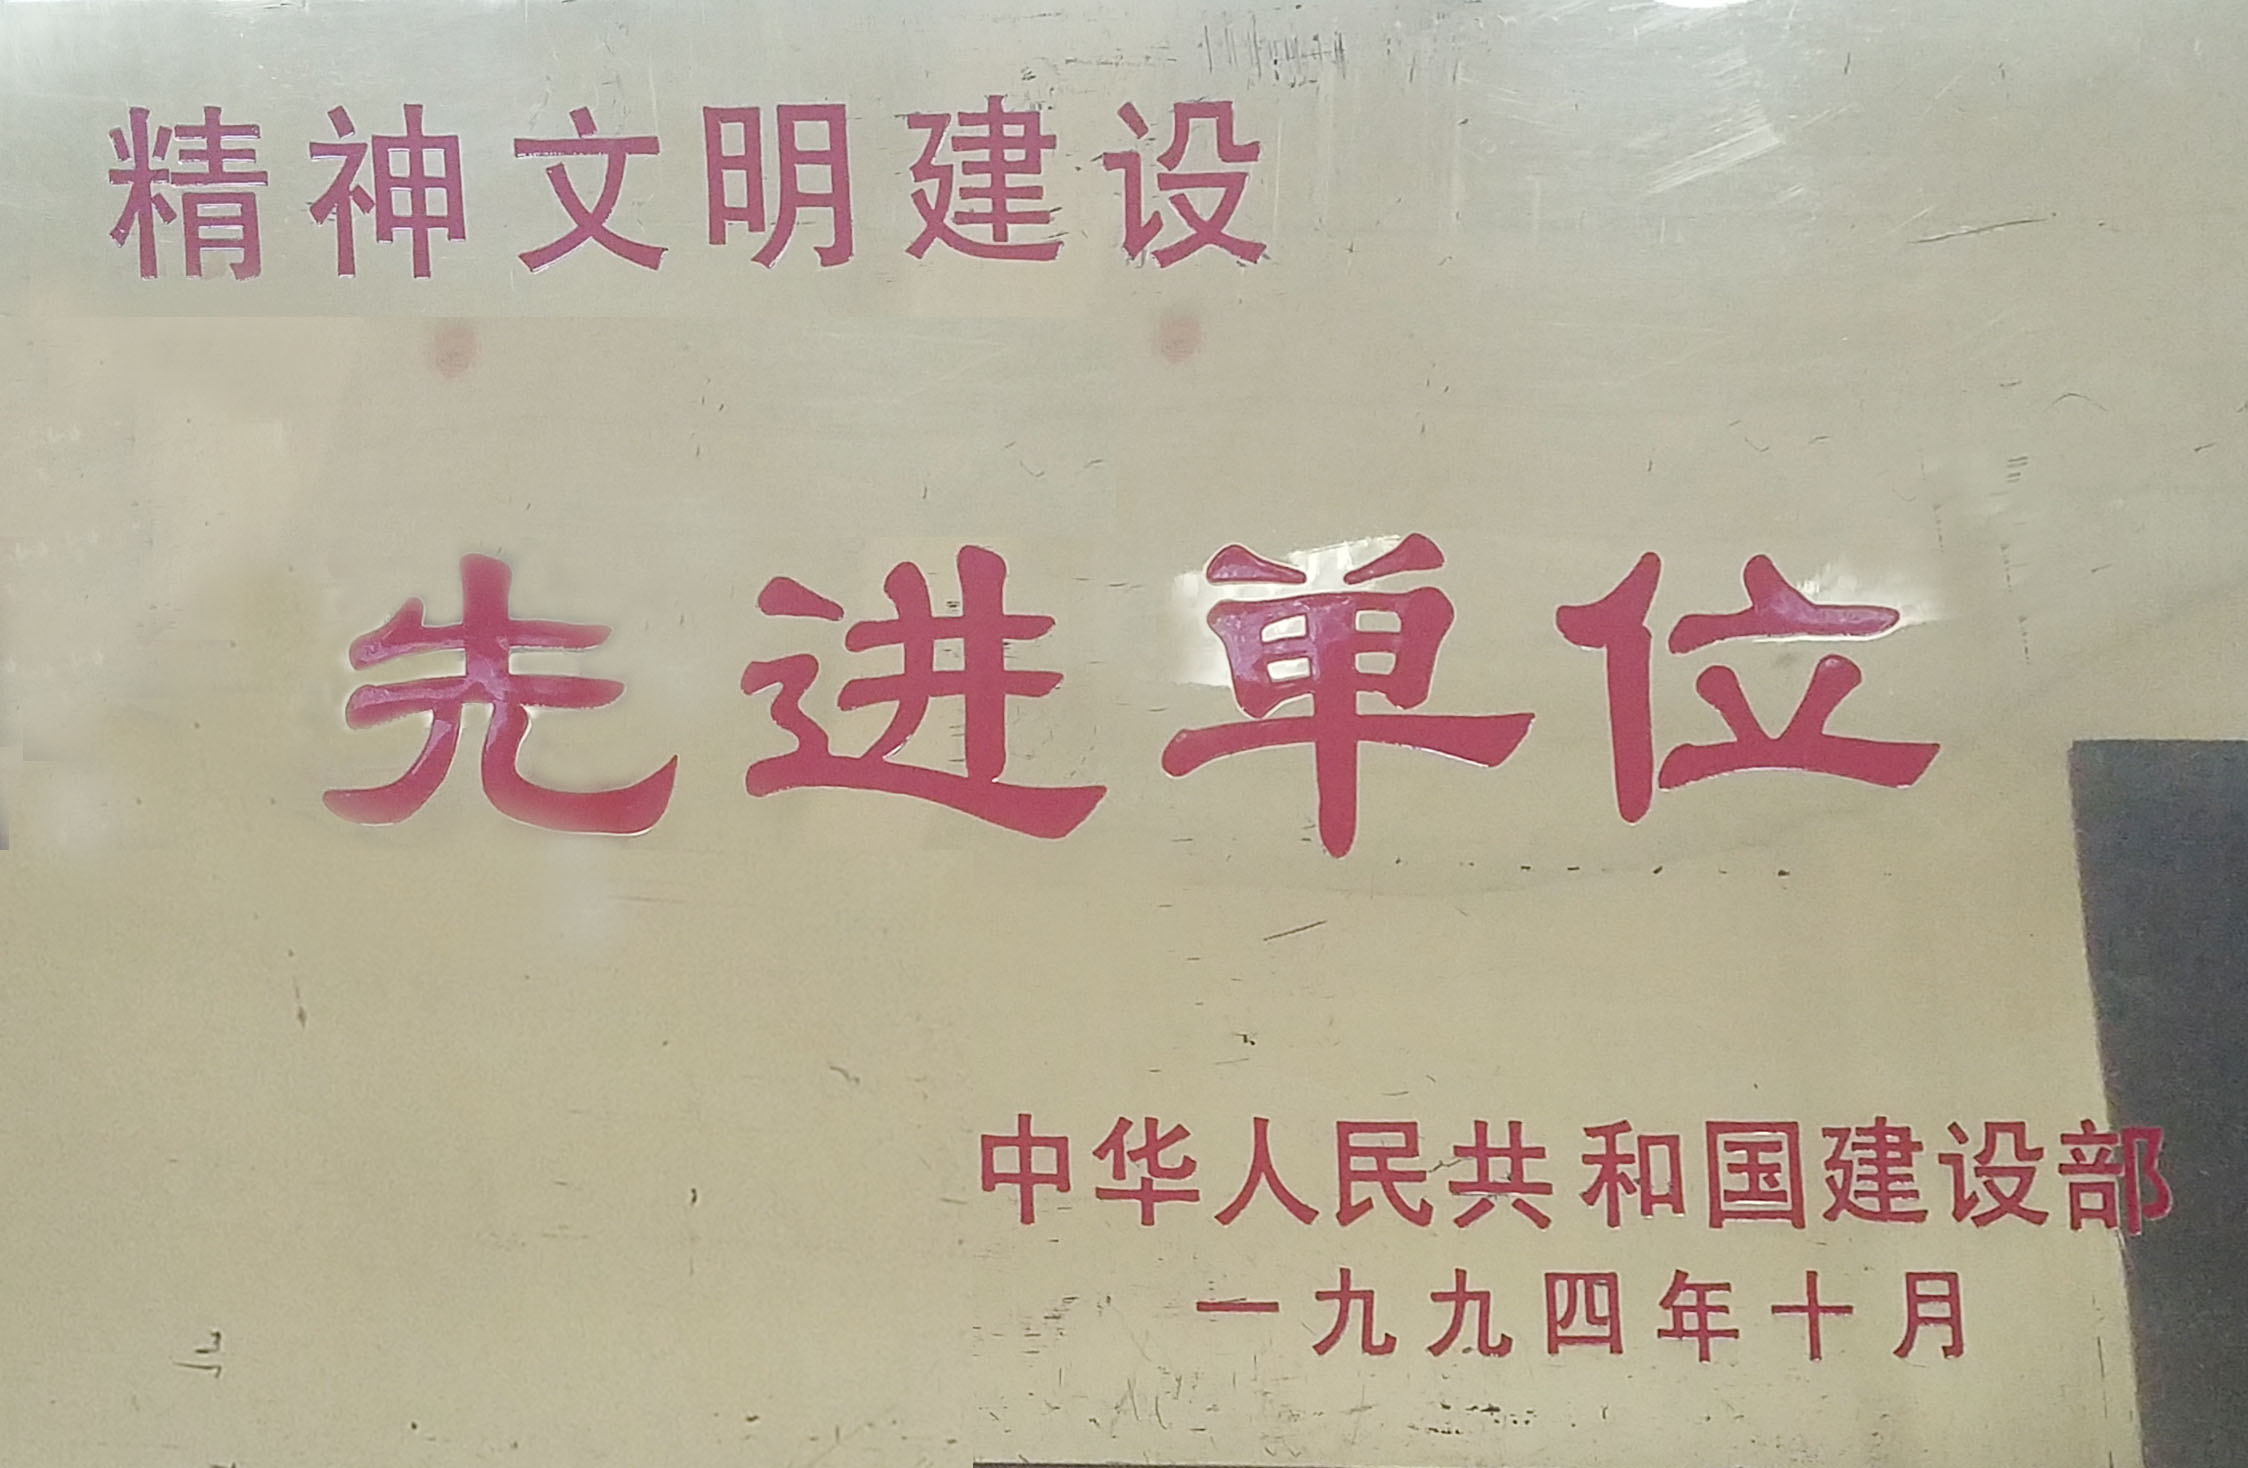 精神文明建设
先进单位
中华人民共和国建设部
一九九四年十月